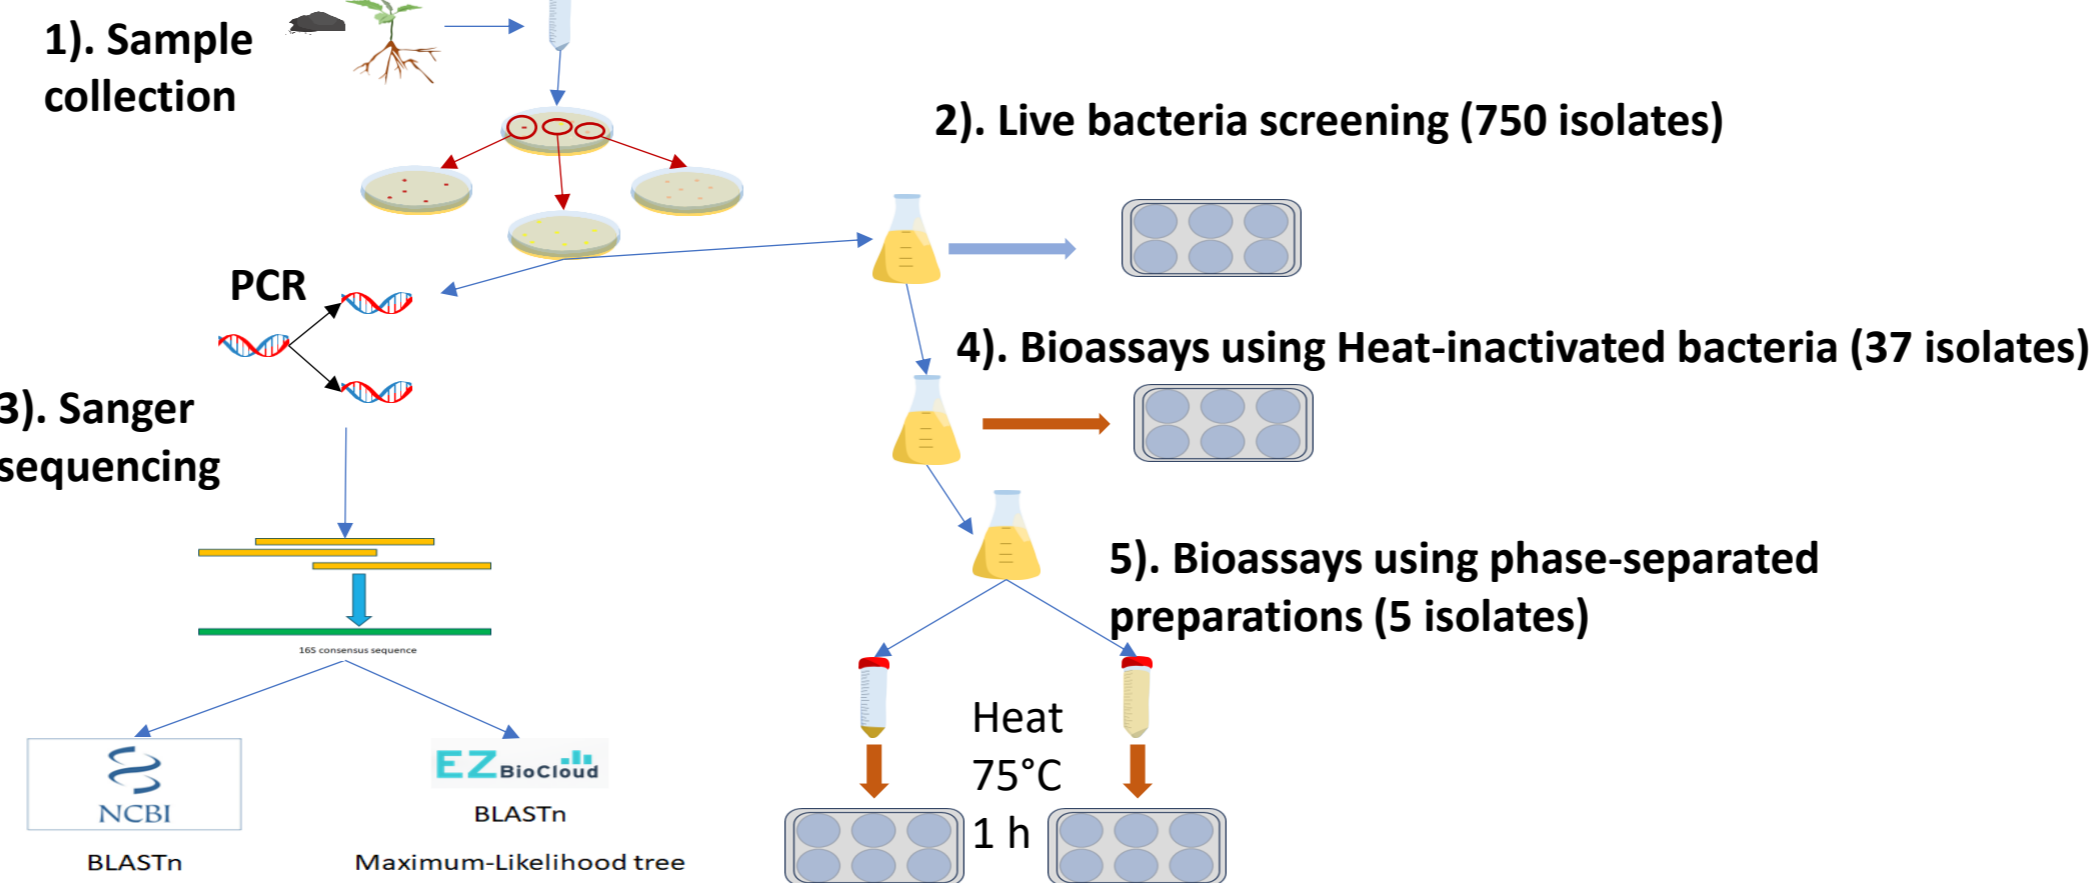 1). Sample
collection
2). Live bacteria screening (750 isolates)
PCR
3). Sanger
sequencing
4). Bioassays using Heat-inactivated bacteria (37 isolates)
5). Bioassays using phase-separated
preparations (5 isolates)
16S consensus sequence
NCBI
BLASTn
EZ BioCloud
BLASTn
Maximum-Likelihood tree
Heat
75°C
1 h